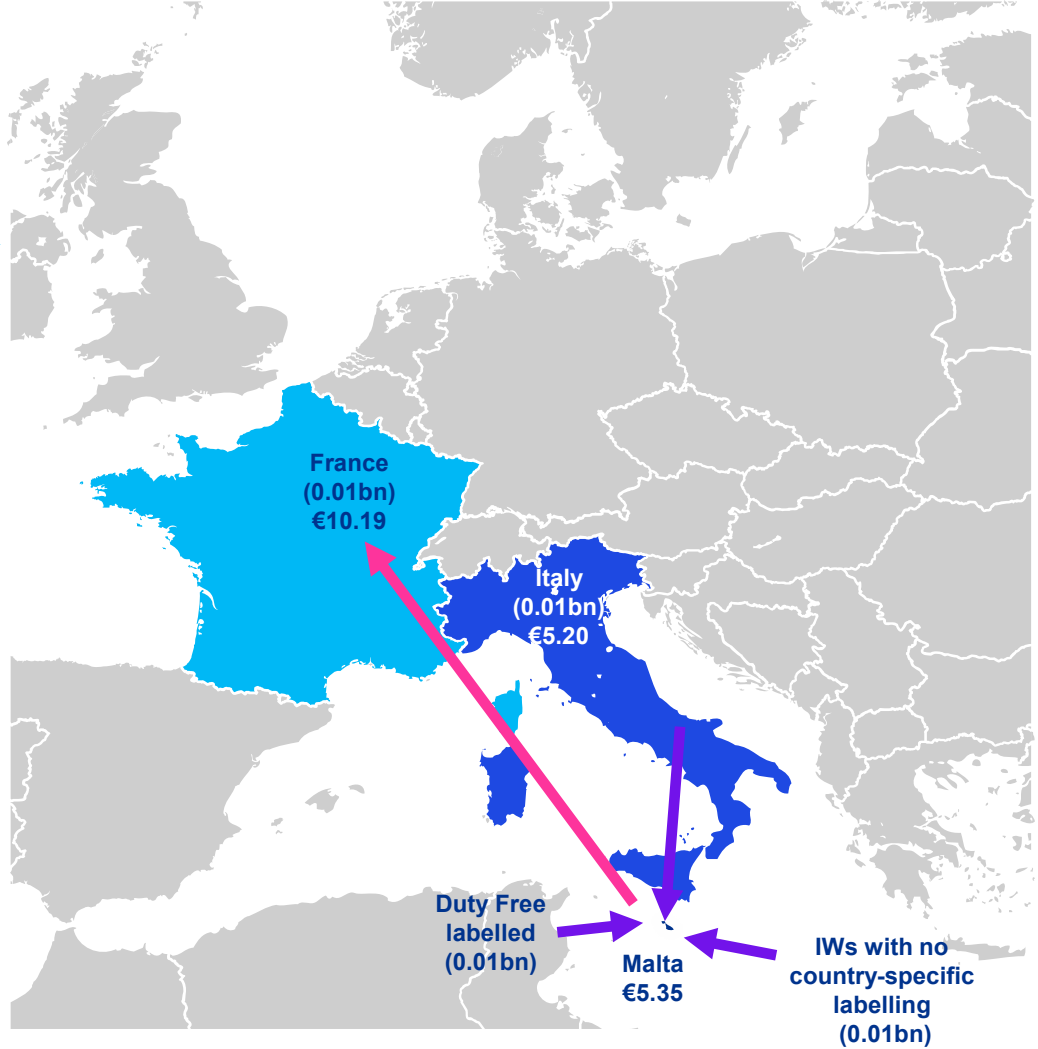 France
(0.01bn)
€10.19
Italy
(0.01bn)
€5.20
Duty Free
labelled
(0.01bn)
Malta
€5.35
IWs with no
country-specific
labelling
(0.01bn)